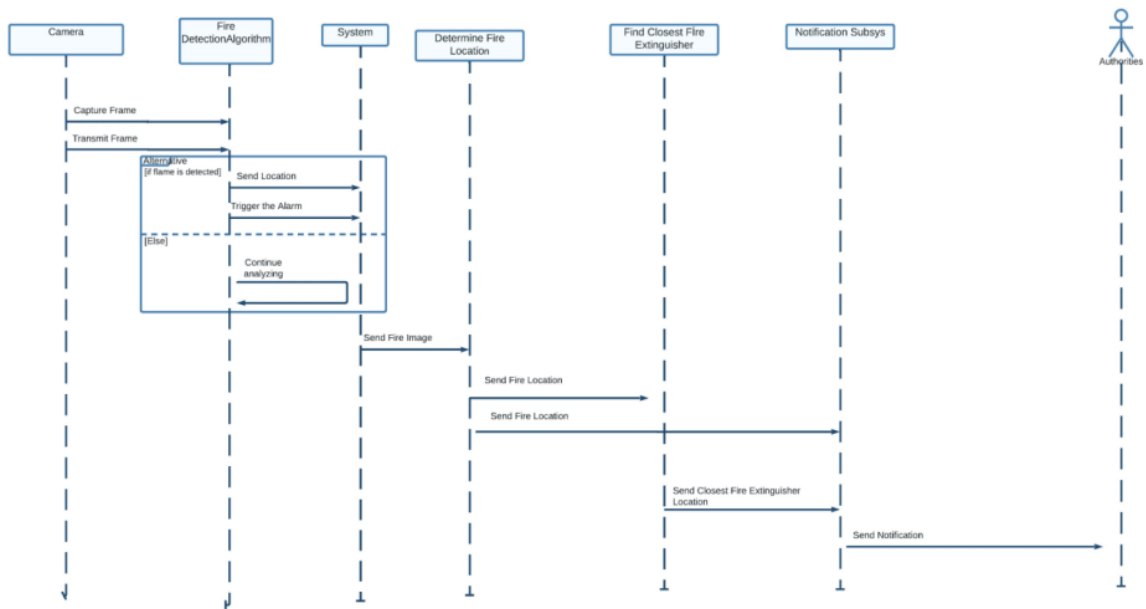 Camera
Fire
DetectionAlgorithm
System
Determine Fire
Location
Find Closest FIre
Extinguisher
Notification Subsys
Authorities
Capture Frame
Transmit Frame
Alternative
[if flame is detected]
Send Location
Trigger the Alarm
[Else]
Continue
analyzing
Send Fire Image
Send Fire Location
Send Fire Location
Send Closest Fire Extinguisher
Location
Send Notification